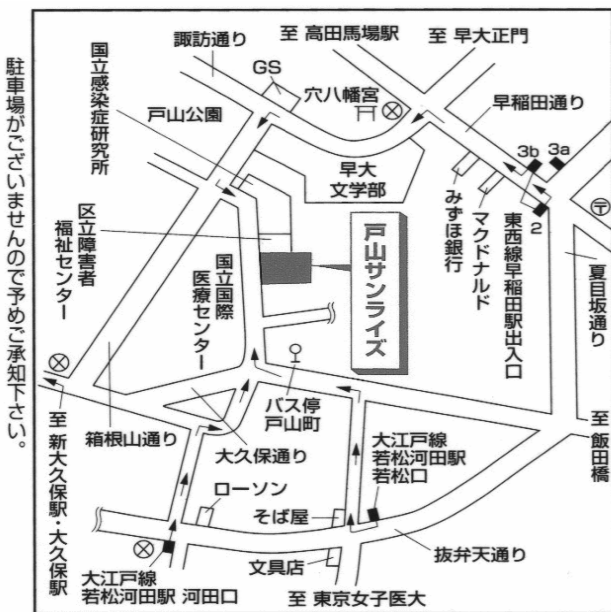 駐車場がございませんので予めご承知下さい。
諏訪通り
至 高田馬場駅
至 早大正門
国立感染症研究所
GS
穴八幡宮
早稲田通り
戸山公園
3b
3a
早大
文学部
みずほ銀行
マクドナルド
東西線早稲田駅出入口
2
〒
夏目坂通り
区立障害者
福祉センター
戸山サンライズ
国立国際
医療センター
バス停
戸山町
至 飯田橋
至 新大久保駅・大久保駅
箱根山通り
大久保通り
大江戸線
若松河田駅
若松口
ローソン
そば屋
抜弁天通り
文具店
大江戸線
若松河田駅 河田口
至 東京女子医大